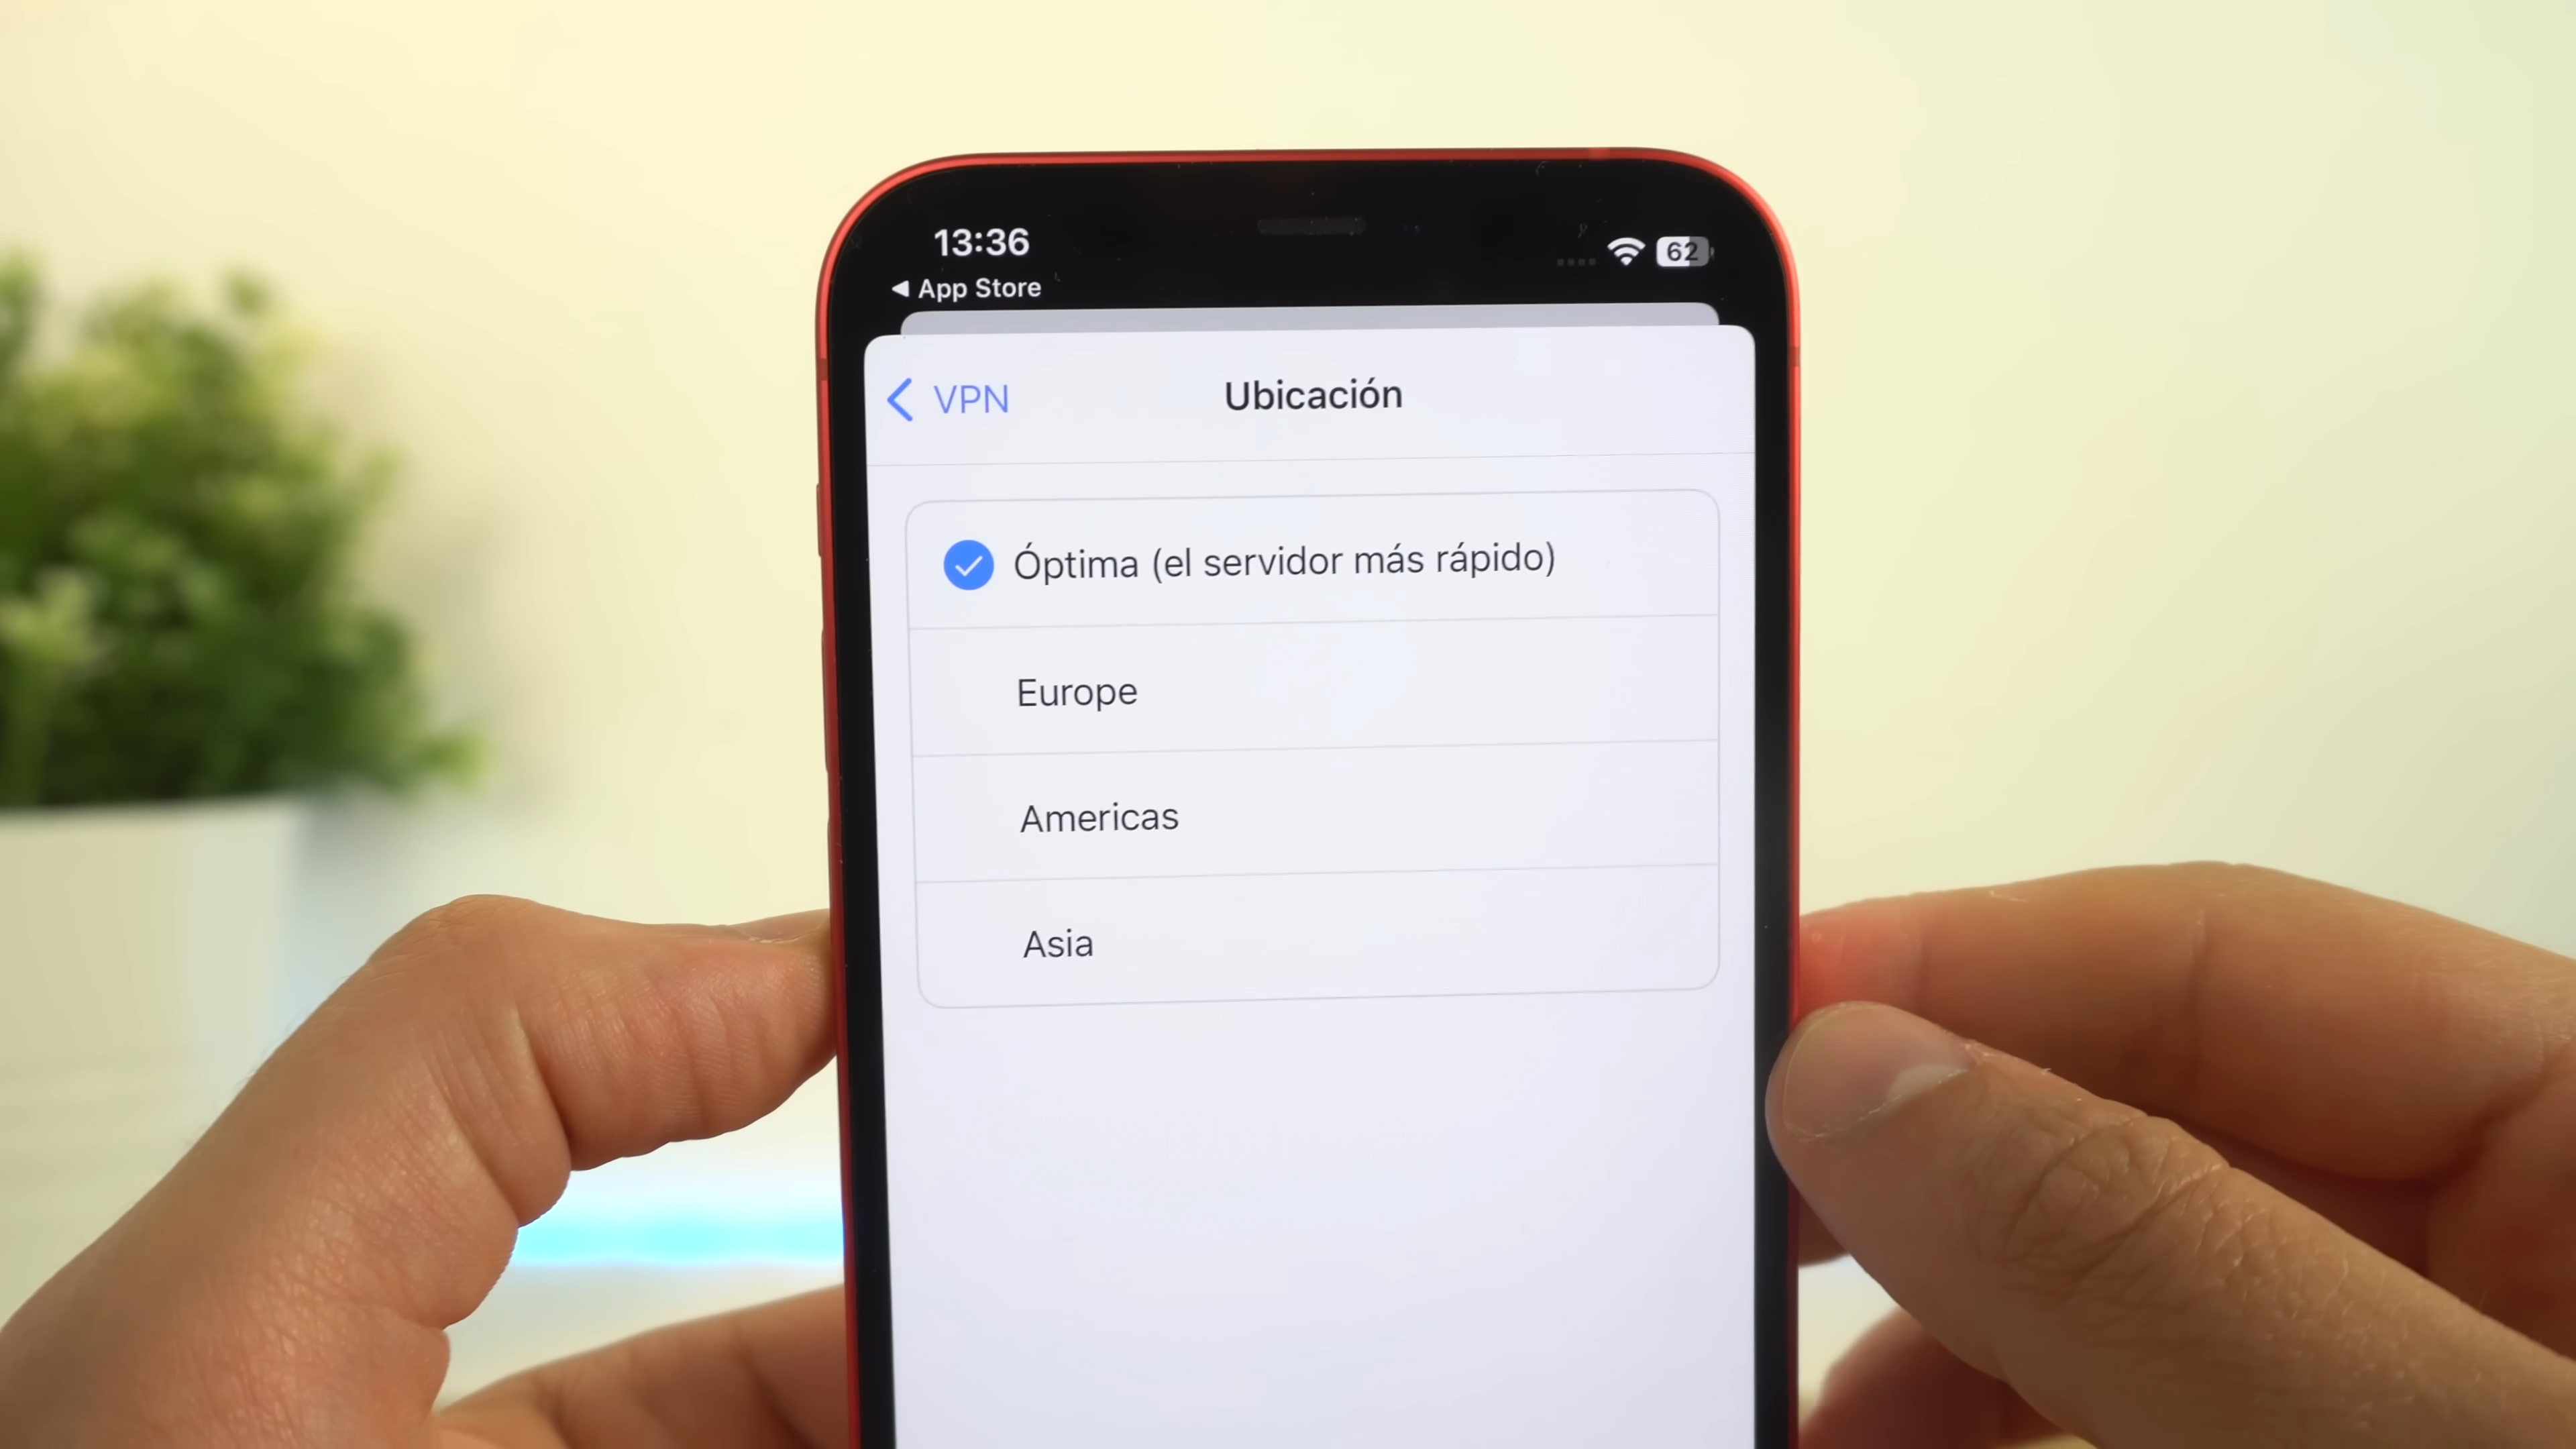 13:36
62
◀ App Store
VPN
Ubicación
Óptima (el servidor más rápido)
Europe
Americas
Asia